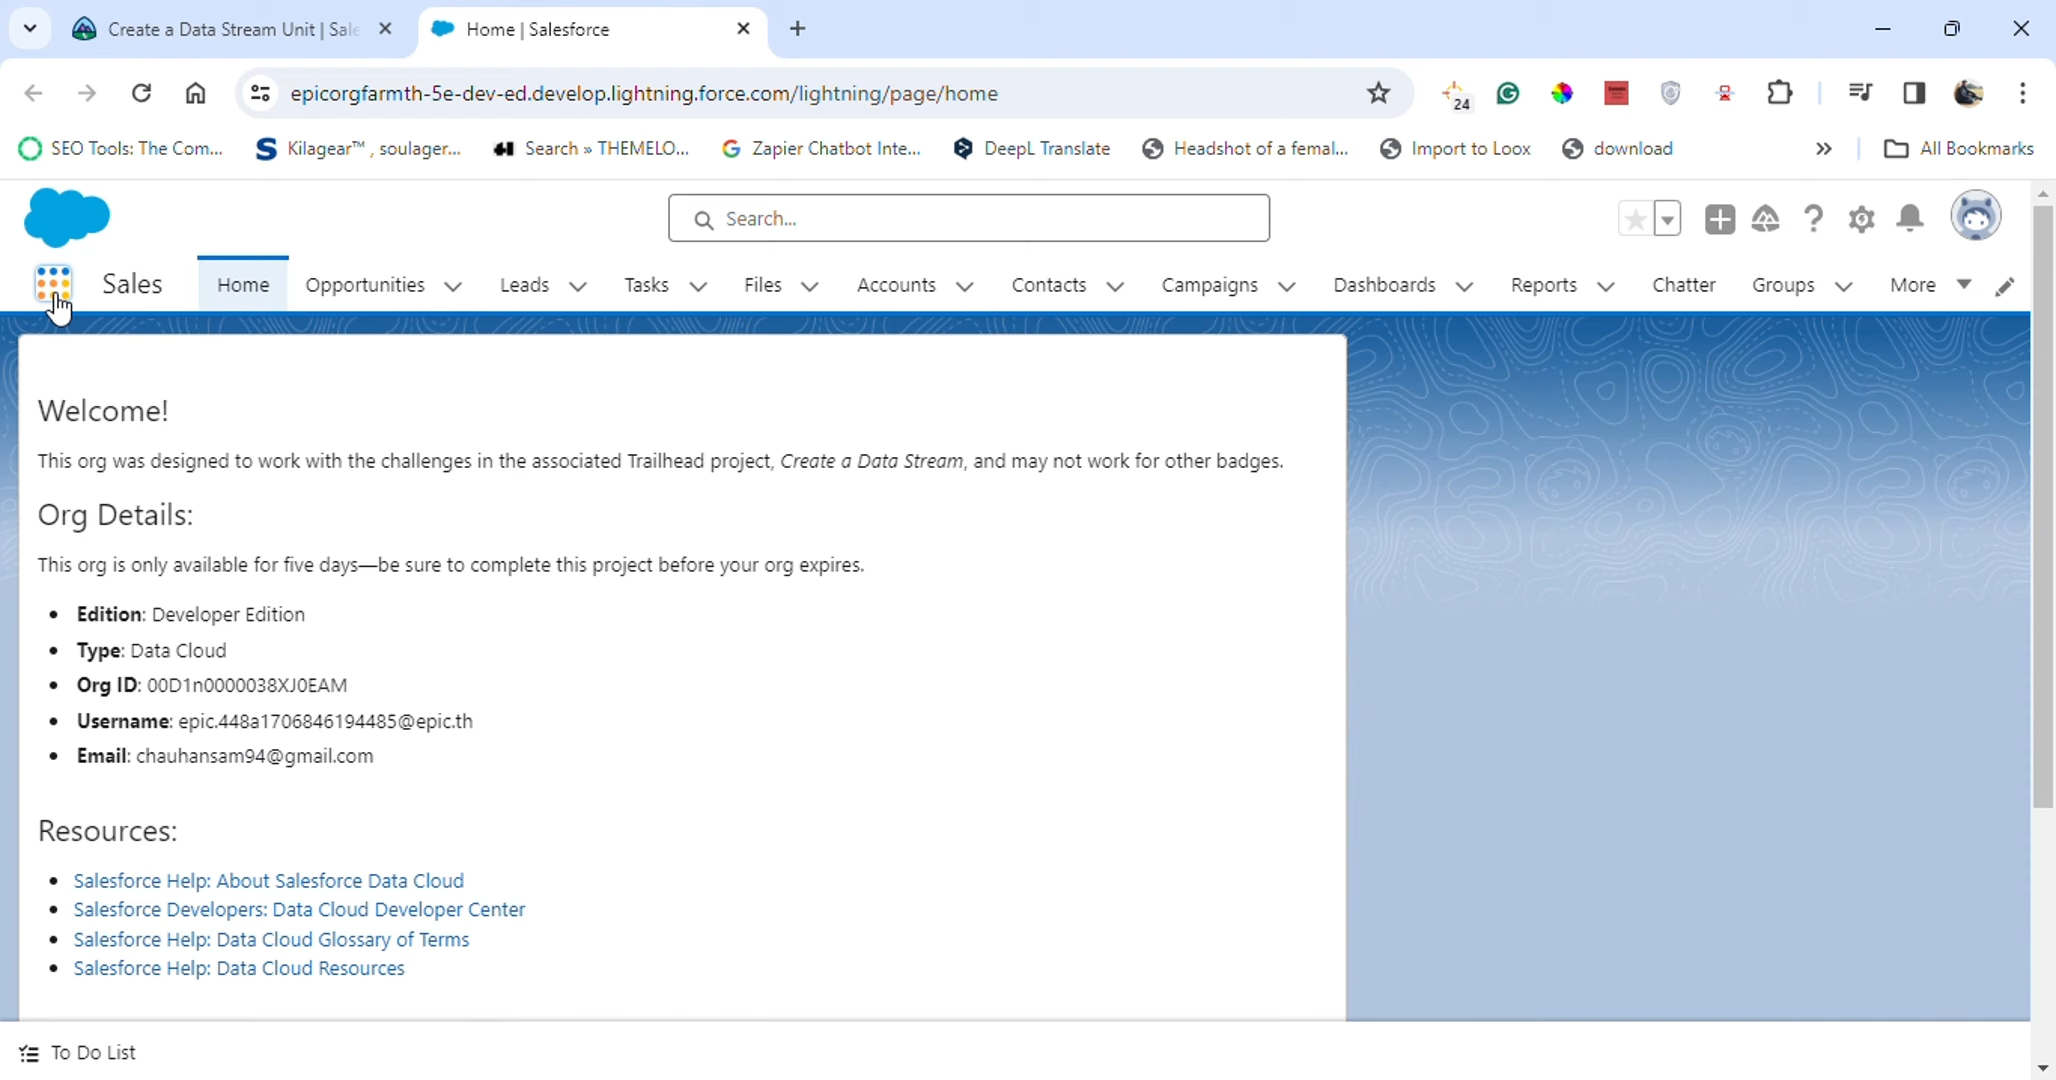 Create a Data Stream Unit | Sale
Home | Salesforce
epicorgfarmth-5e-dev-ed.develop.lightning.force.com/lightning/page/home
24
SEO Tools: The Com...
Kilagear™ , soulager...
Search » THEMELO...
Zapier Chatbot Inte...
DeepL Translate
Headshot of a femal...
Import to Loox
download
»
All Bookmarks
Search...
Sales
Home
Opportunities
Leads
Tasks
Files
Accounts
Contacts
Campaigns
Dashboards
Reports
Chatter
Groups
More
Welcome!
This org was designed to work with the challenges in the associated Trailhead project, Create a Data Stream, and may not work for other badges.
Org Details:
This org is only available for five days—be sure to complete this project before your org expires.
Edition: Developer Edition
Type: Data Cloud
Org ID: 00D1n0000038XJ0EAM
Username: epic.448a1706846194485@epic.th
Email: chauhansam94@gmail.com
Resources:
Salesforce Help: About Salesforce Data Cloud
Salesforce Developers: Data Cloud Developer Center
Salesforce Help: Data Cloud Glossary of Terms
Salesforce Help: Data Cloud Resources
To Do List